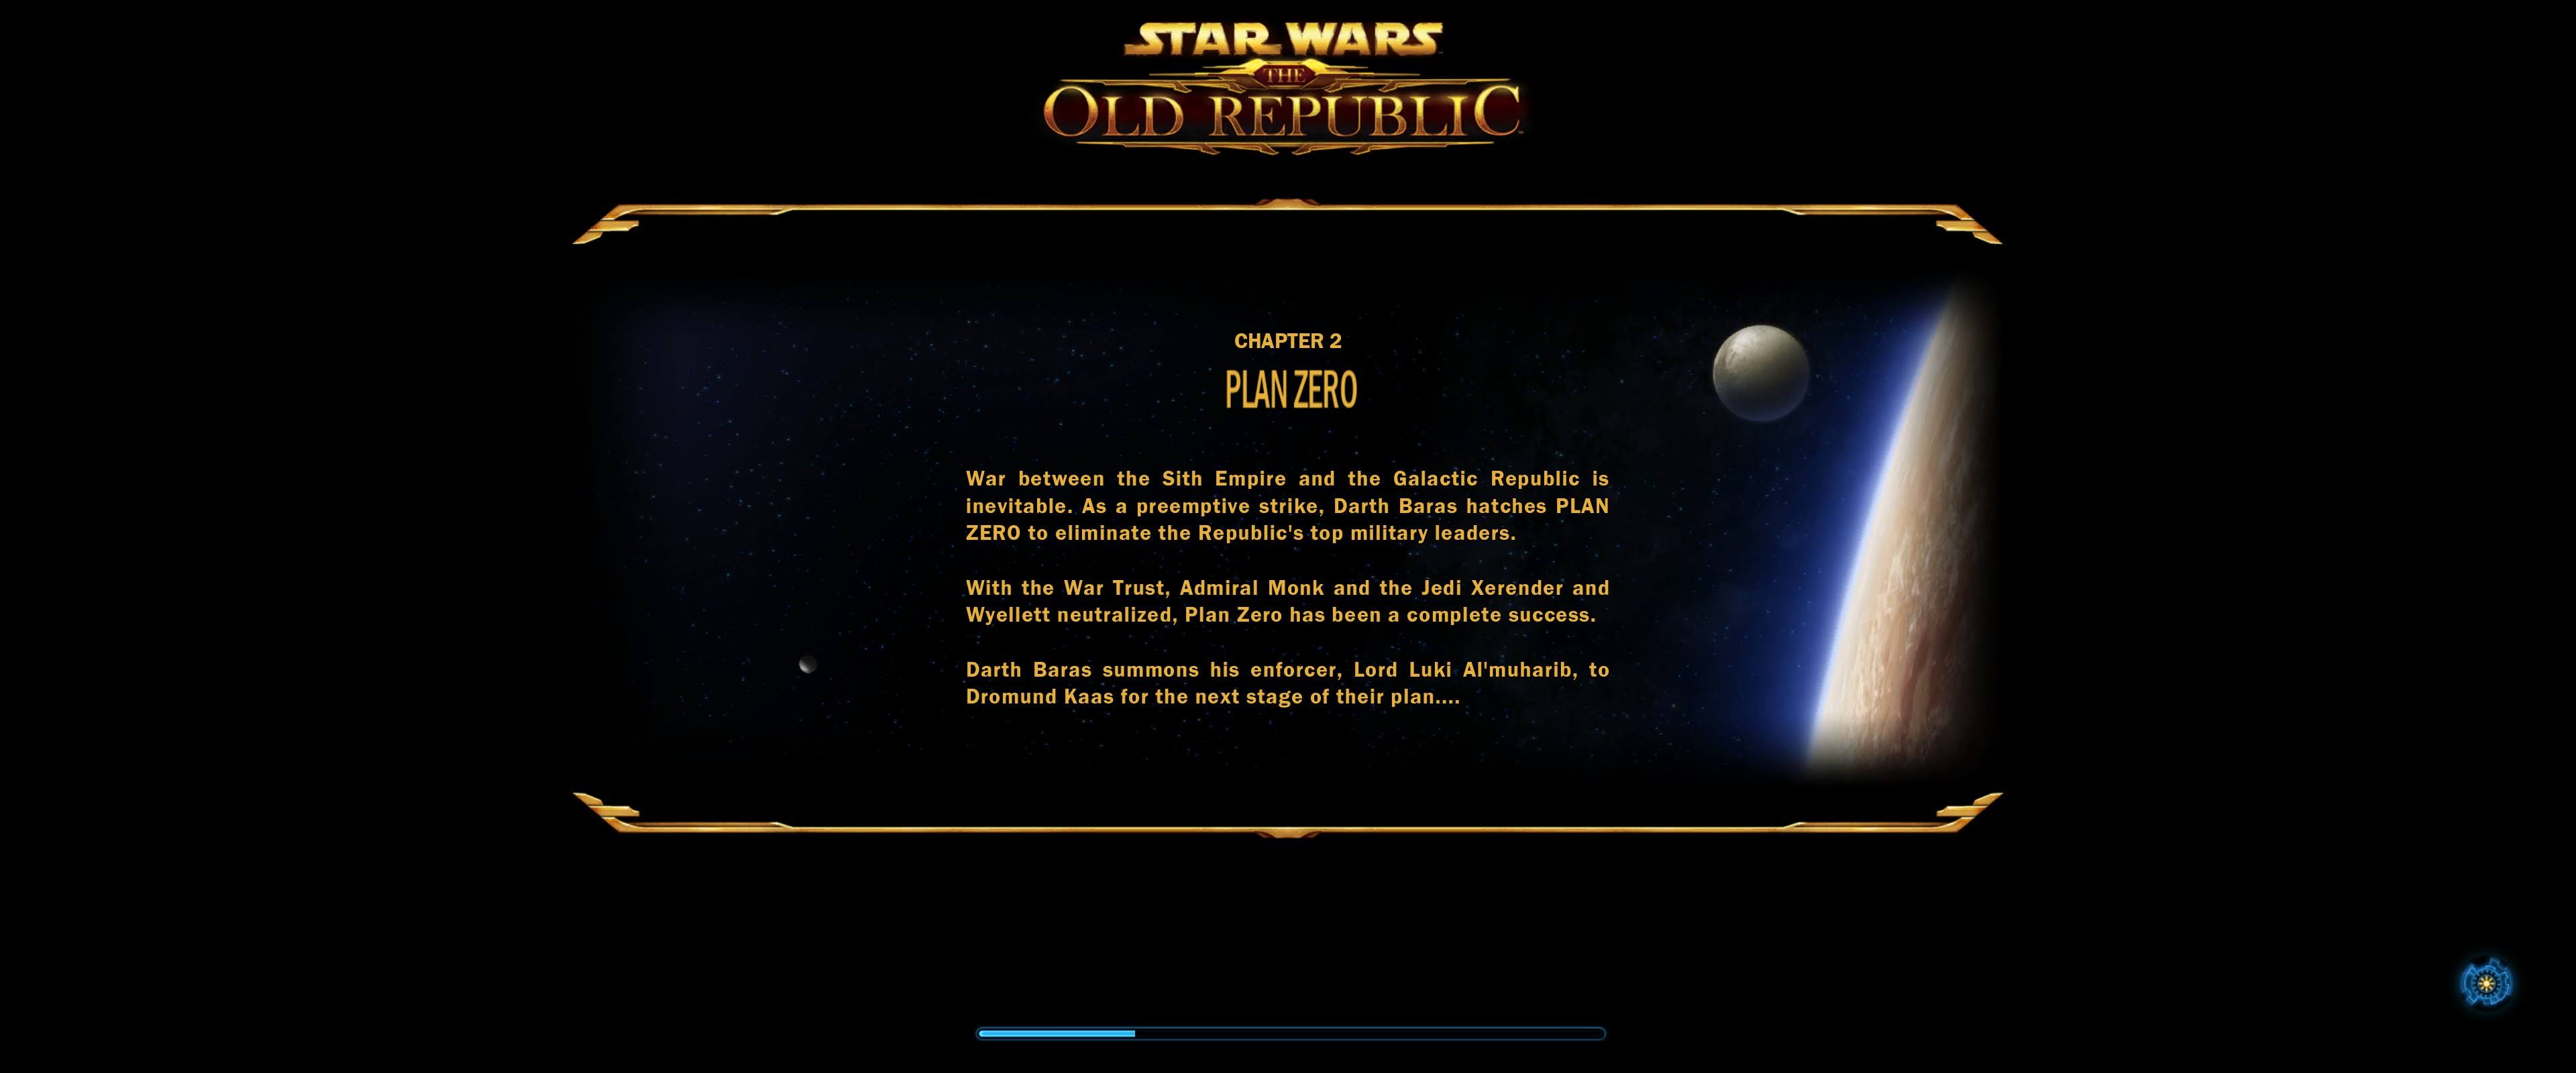 STAR WARS
THE
OLD REPUBLIC
CHAPTER 2
PLAN ZERO
War between the Sith Empire and the Galactic Republic is
inevitable. As a preemptive strike, Darth Baras hatches PLAN
ZERO to eliminate the Republic's top military leaders.
With the War Trust, Admiral Monk and the Jedi Xerender and
Wyellett neutralized, Plan Zero has been a complete success.
Darth Baras summons his enforcer, Lord Luki Al'muharib, to
Dromund Kaas for the next stage of their plan....